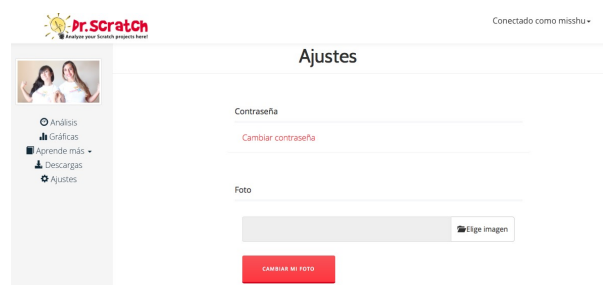 Dr.Scratch
Analyze your Scratch projects here!
Conectado como misshu
Ajustes
Análisis
Gráficas
Aprende más
Descargas
Ajustes
Contraseña
Cambiar contraseña
Foto
Elige imagen
CAMBIAR MI FOTO